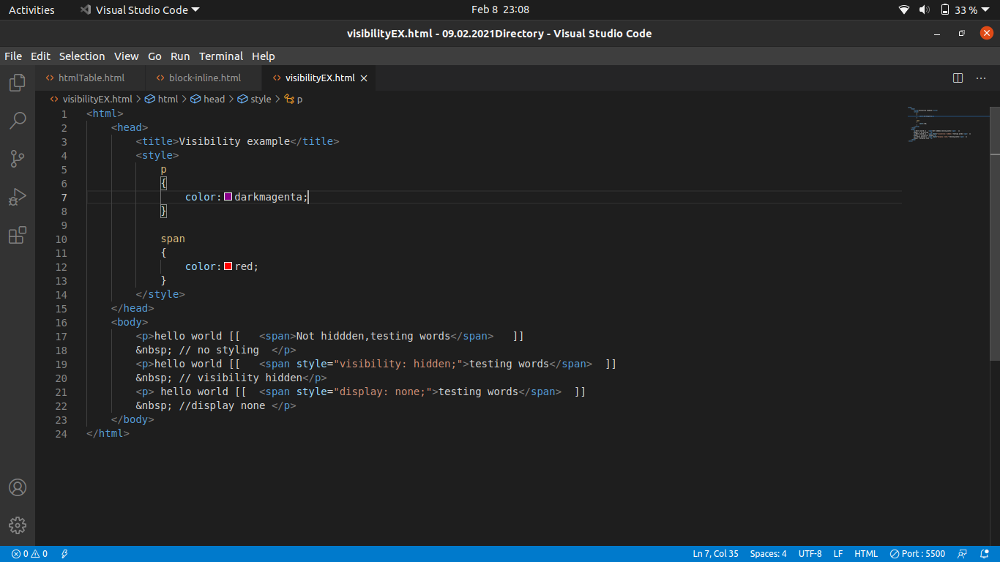 Activities Visual Studio Code Feb 8 23:08 33 %
visibilityEX.html - 09.02.2021Directory - Visual Studio Code
File Edit Selection View Go Run Terminal Help
htmlTable.html block-inline.html visibilityEX.html
visibilityEX.html > html > head > style > p
1 <html>
2 <head>
3 <title>Visibility example</title>
4 <style>
5 p
6 {
7 color: darkmagenta;
8 }
9
10 span
11 {
12 color: red;
13 }
14 </style>
15 </head>
16 <body>
17 <p>hello world [[   <span>Not hiddden,testing words</span>   ]]
18 &nbsp; // no styling  </p>
19 <p>hello world [[   <span style="visibility: hidden;">testing words</span>  ]]
20 &nbsp; // visibility hidden</p>
21 <p> hello world [[  <span style="display: none;">testing words</span>  ]]
22 &nbsp; //display none </p>
23 </body>
24 </html>
0 0 Ln 7, Col 35 Spaces: 4 UTF-8 LF HTML Port : 5500